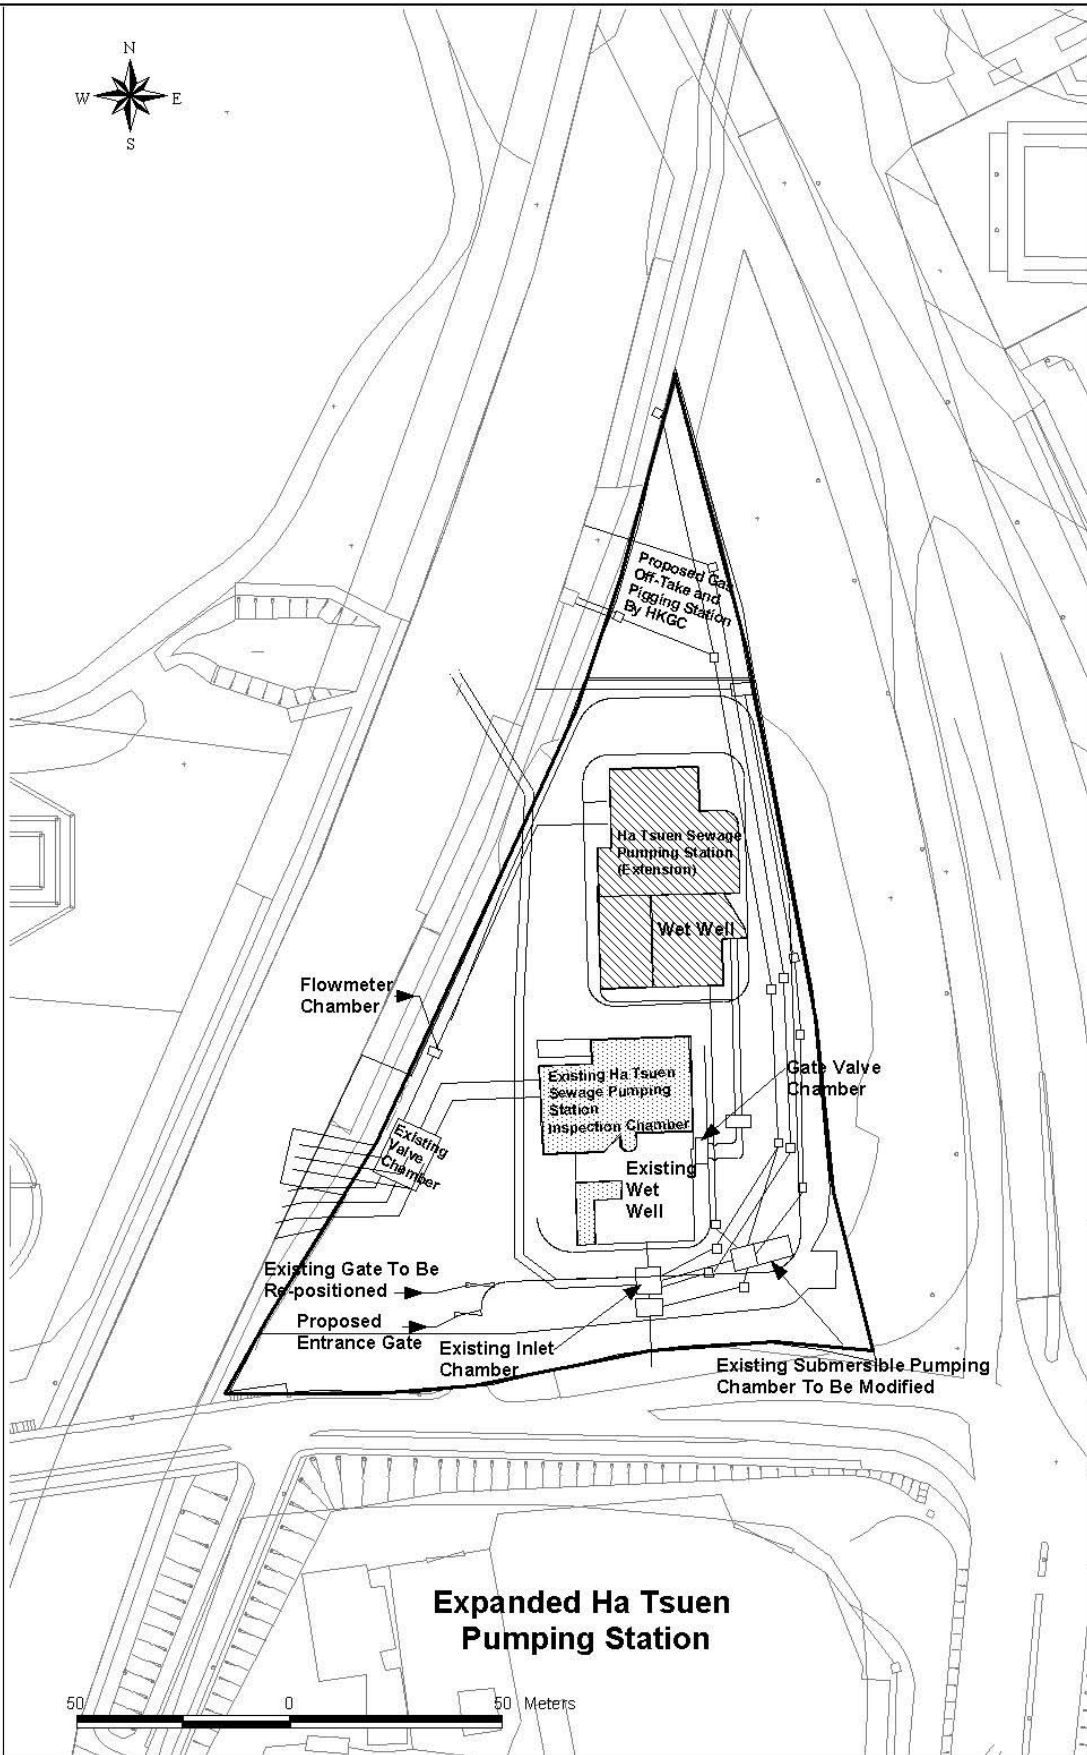 N
W E
S
Proposed Gas
Off-Take and
Pigging Station
By HKGC
Ha Tsuen Sewage
Pumping Station
(Extension)
Wet Well
Flowmeter
Chamber
Existing Ha Tsuen
Sewage Pumping
Station
Inspection Chamber
Gate Valve
Chamber
Existing
Valve
Chamber
Existing
Wet
Well
Existing Gate To Be
Re-positioned
Proposed
Entrance Gate
Existing Inlet
Chamber
Existing Submersible Pumping
Chamber To Be Modified
Expanded Ha Tsuen
Pumping Station
50 0 50 Meters